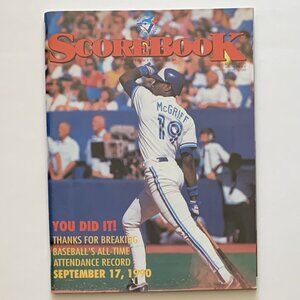 SCOREBOOK
McGRIFF
19
YOU DID IT!
THANKS FOR BREAKING
BASEBALL'S ALL-TIME
ATTENDANCE RECORD
SEPTEMBER 17, 1990